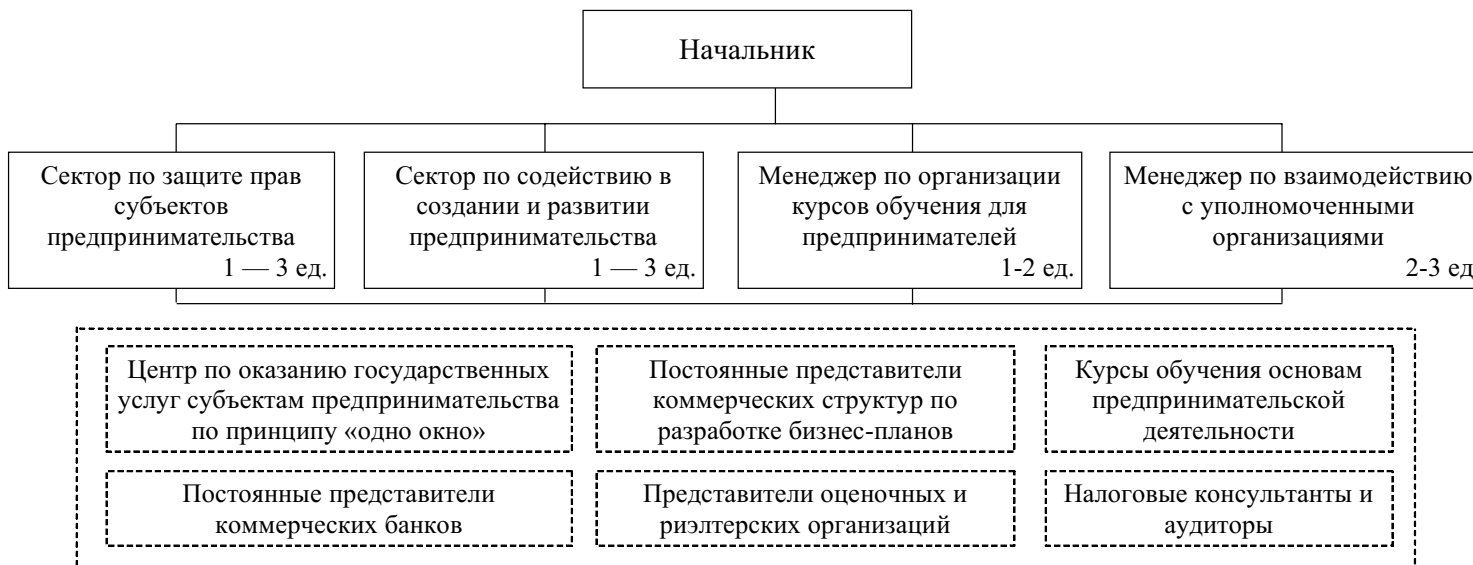 Начальник
Сектор по защите прав
субъектов
предпринимательства
1 — 3 ед.
Сектор по содействию в
создании и развитии
предпринимательства
1 — 3 ед.
Менеджер по организации
курсов обучения для
предпринимателей
1-2 ед.
Менеджер по взаимодействию
с уполномоченными
организациями
2-3 ед
Центр по оказанию государственных
услуг субъектам предпринимательства
по принципу «одно окно»
Постоянные представители
коммерческих структур по
разработке бизнес-планов
Курсы обучения основам
предпринимательской
деятельности
Постоянные представители
коммерческих банков
Представители оценочных и
риэлтерских организаций
Налоговые консультанты и
аудиторы